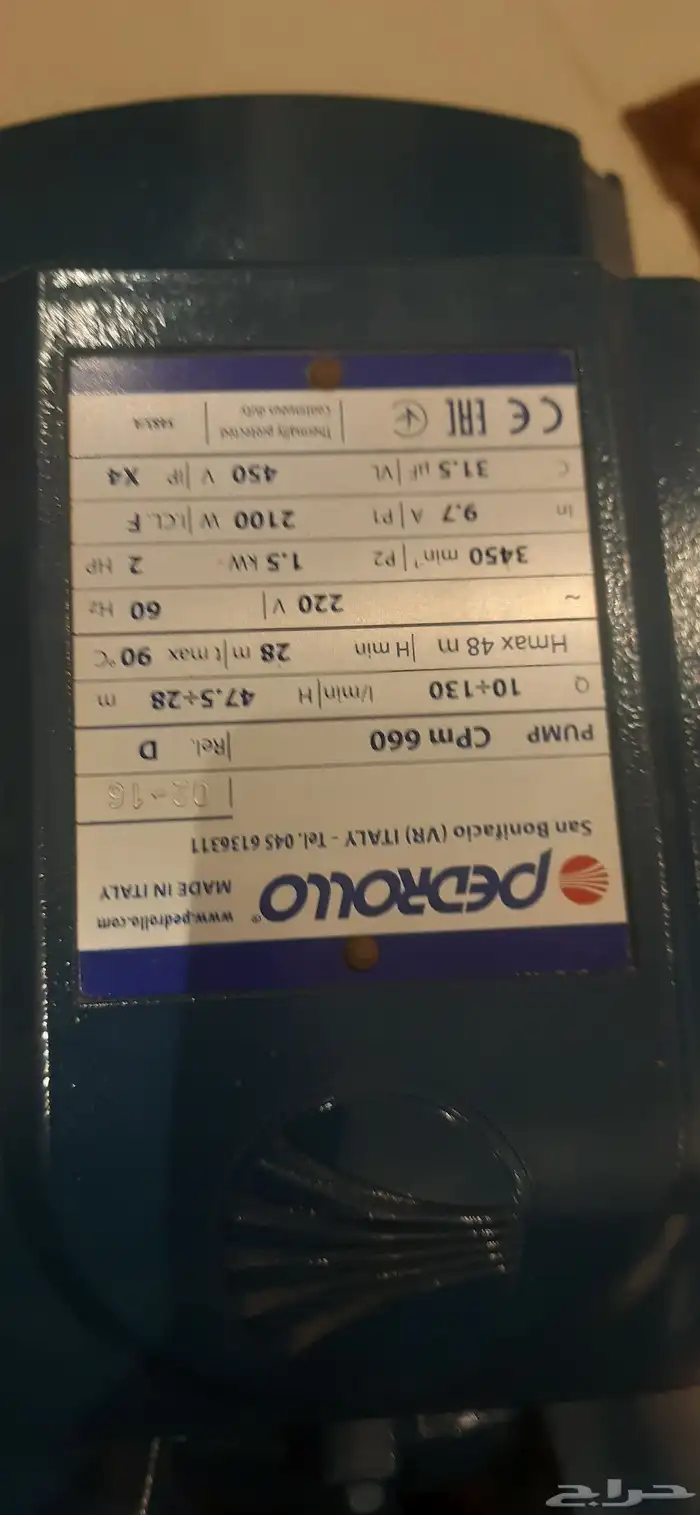 www.pedrollo.com
PEDROLLO® MADE IN ITALY
San Bonifacio (VR) ITALY - Tel. 045 6136311
02-16
PUMP CPm 660 Rel. D
Q 10÷130 l/min H 47.5÷28 m
Hmax 48 m H min 28 m t max 90 °C
~ 220 V 60 Hz
3450 min⁻¹ P2 1.5 kW 2 HP
In 9.7 A P1 2100 W I.CL. F
C 31.5 µF VL 450 V IP X4
CE EAC Thermally protected
Continuous duty
حراج